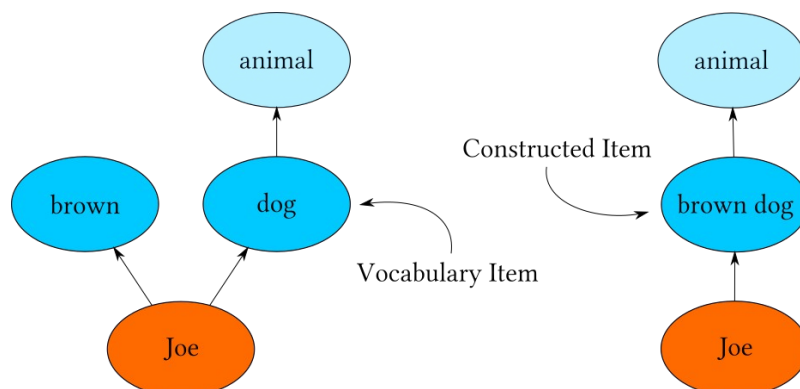 animal
animal
Constructed Item
brown
dog
brown dog
Vocabulary Item
Joe
Joe